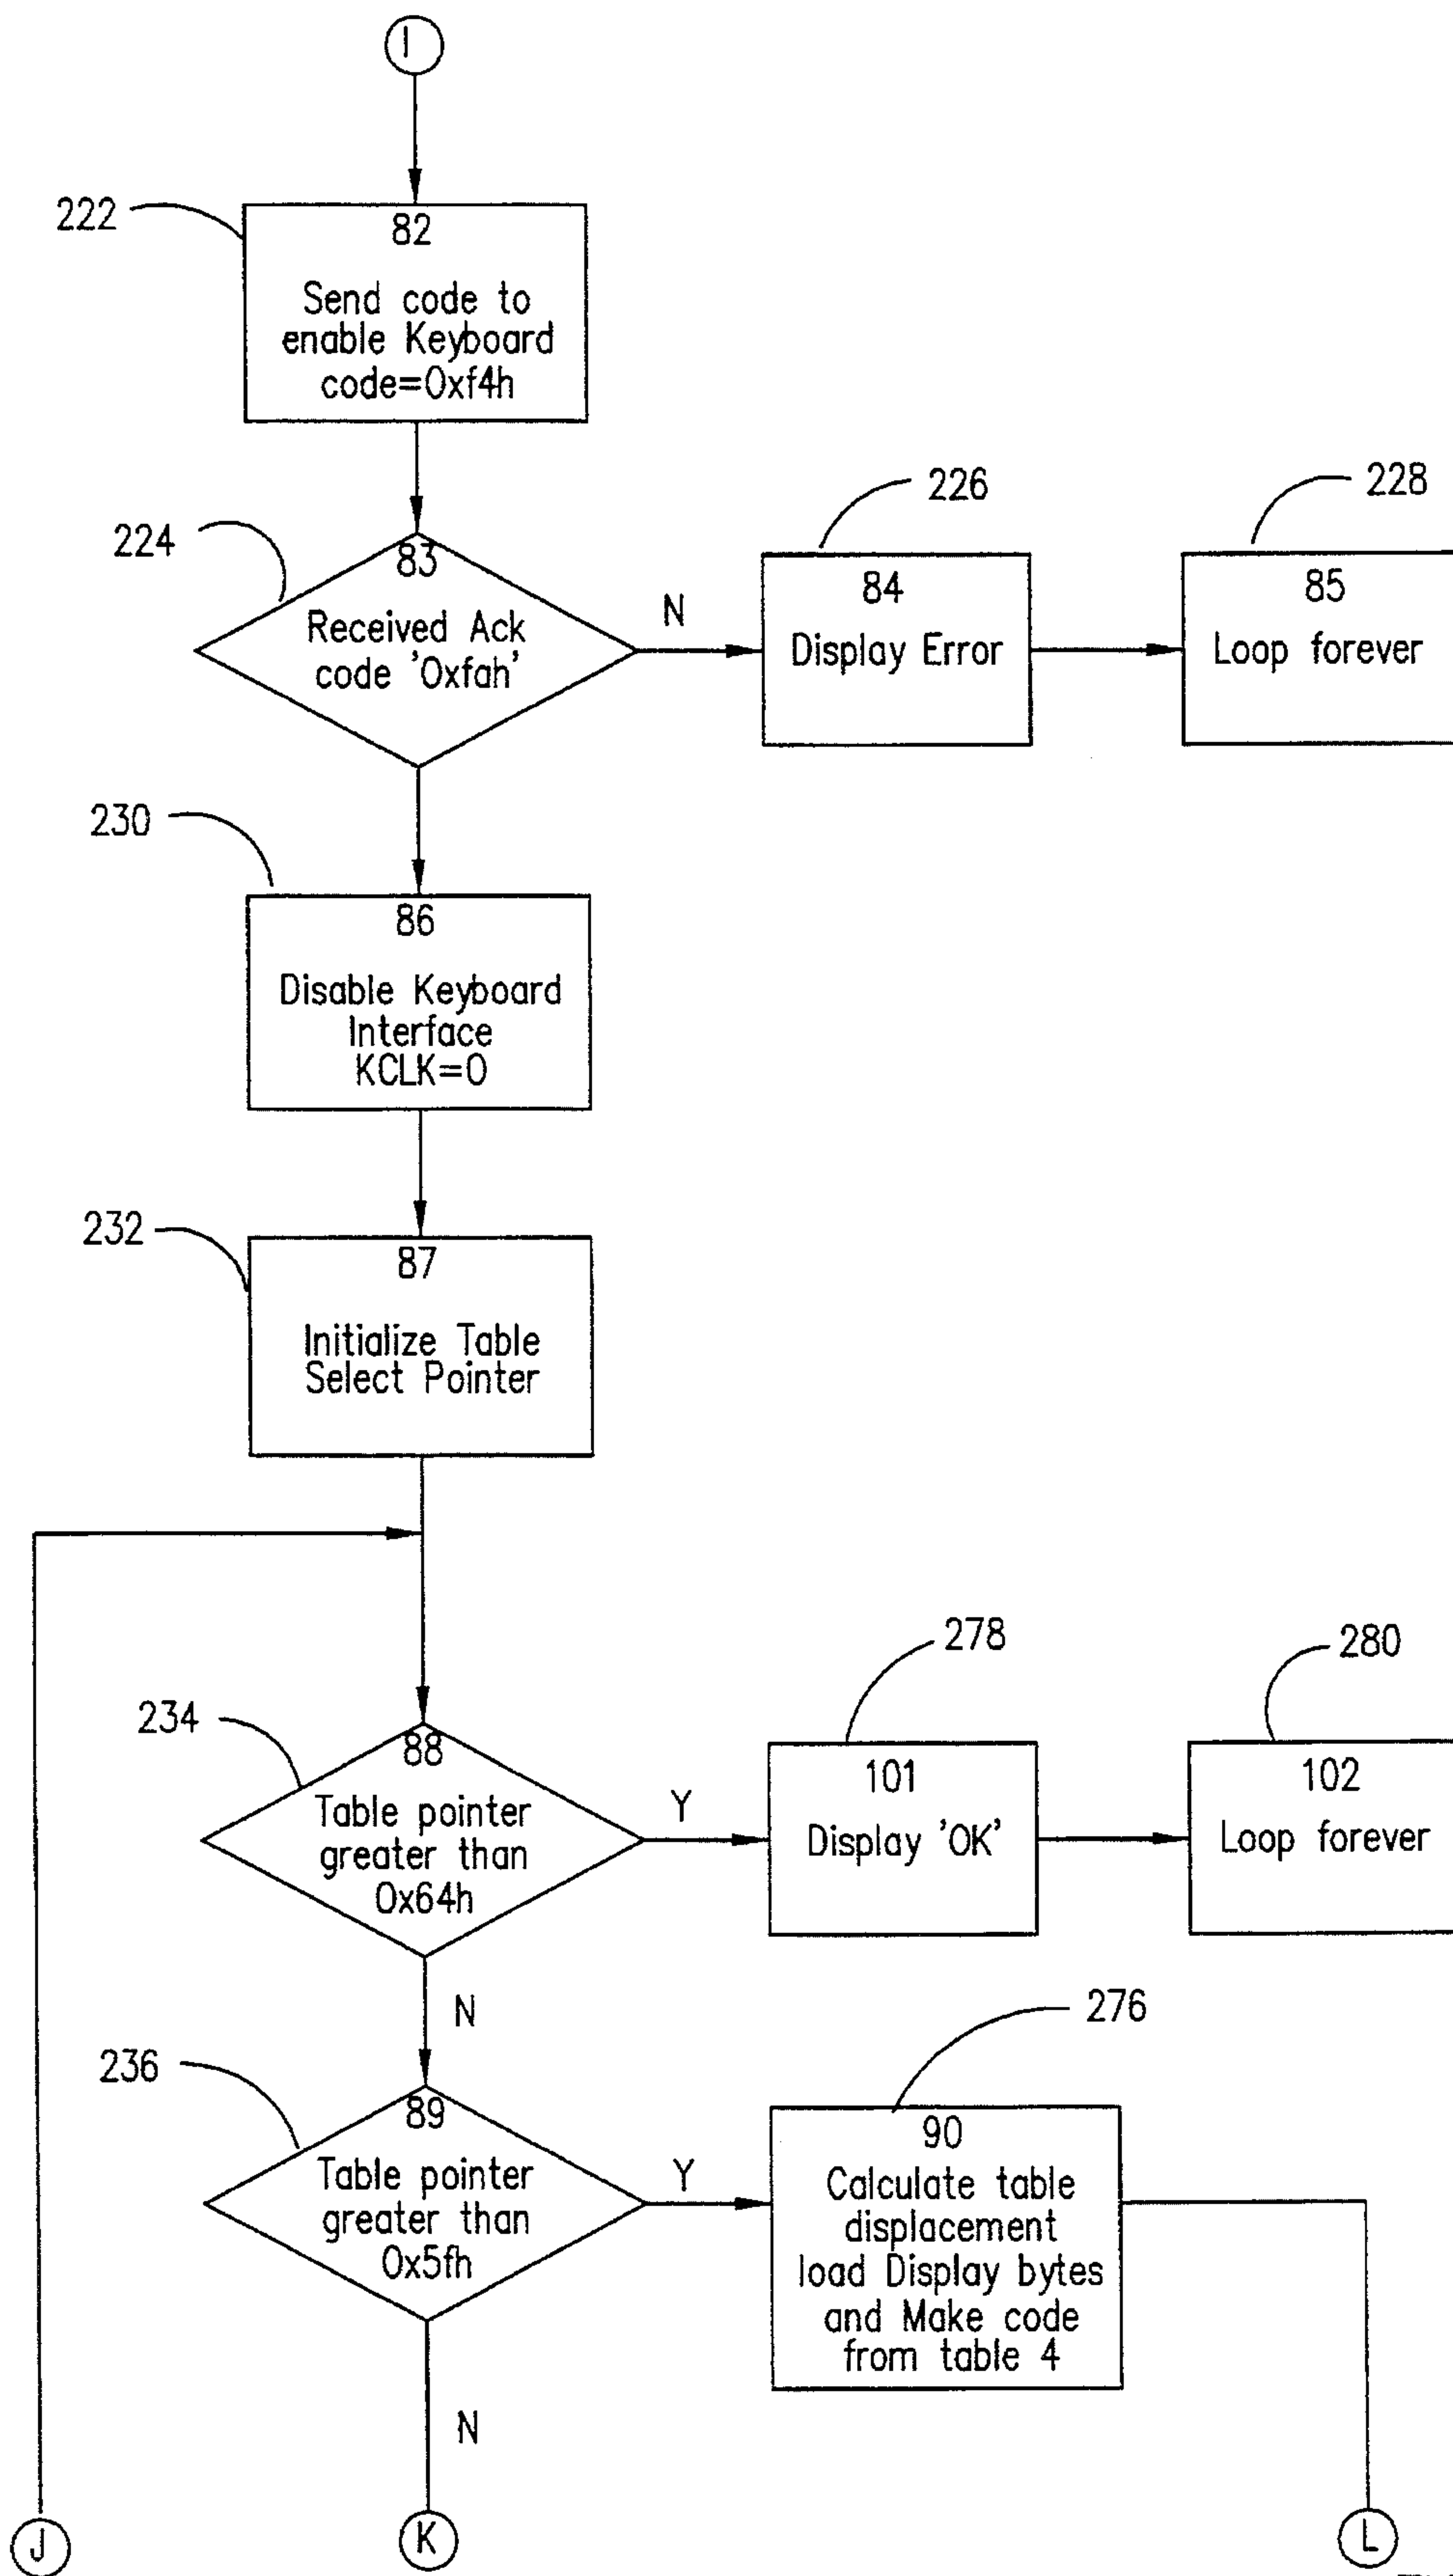 I
222
82
Send code to
enable Keyboard
code=0xf4h
224
83
Received Ack
code '0xfah'
N
226
84
Display Error
228
85
Loop forever
230
86
Disable Keyboard
Interface
KCLK=0
232
87
Initialize Table
Select Pointer
234
88
Table pointer
greater than
0x64h
Y
278
101
Display 'OK'
280
102
Loop forever
N
236
89
Table pointer
greater than
0x5fh
Y
276
90
Calculate table
displacement
load Display bytes
and Make code
from table 4
N
J
K
L